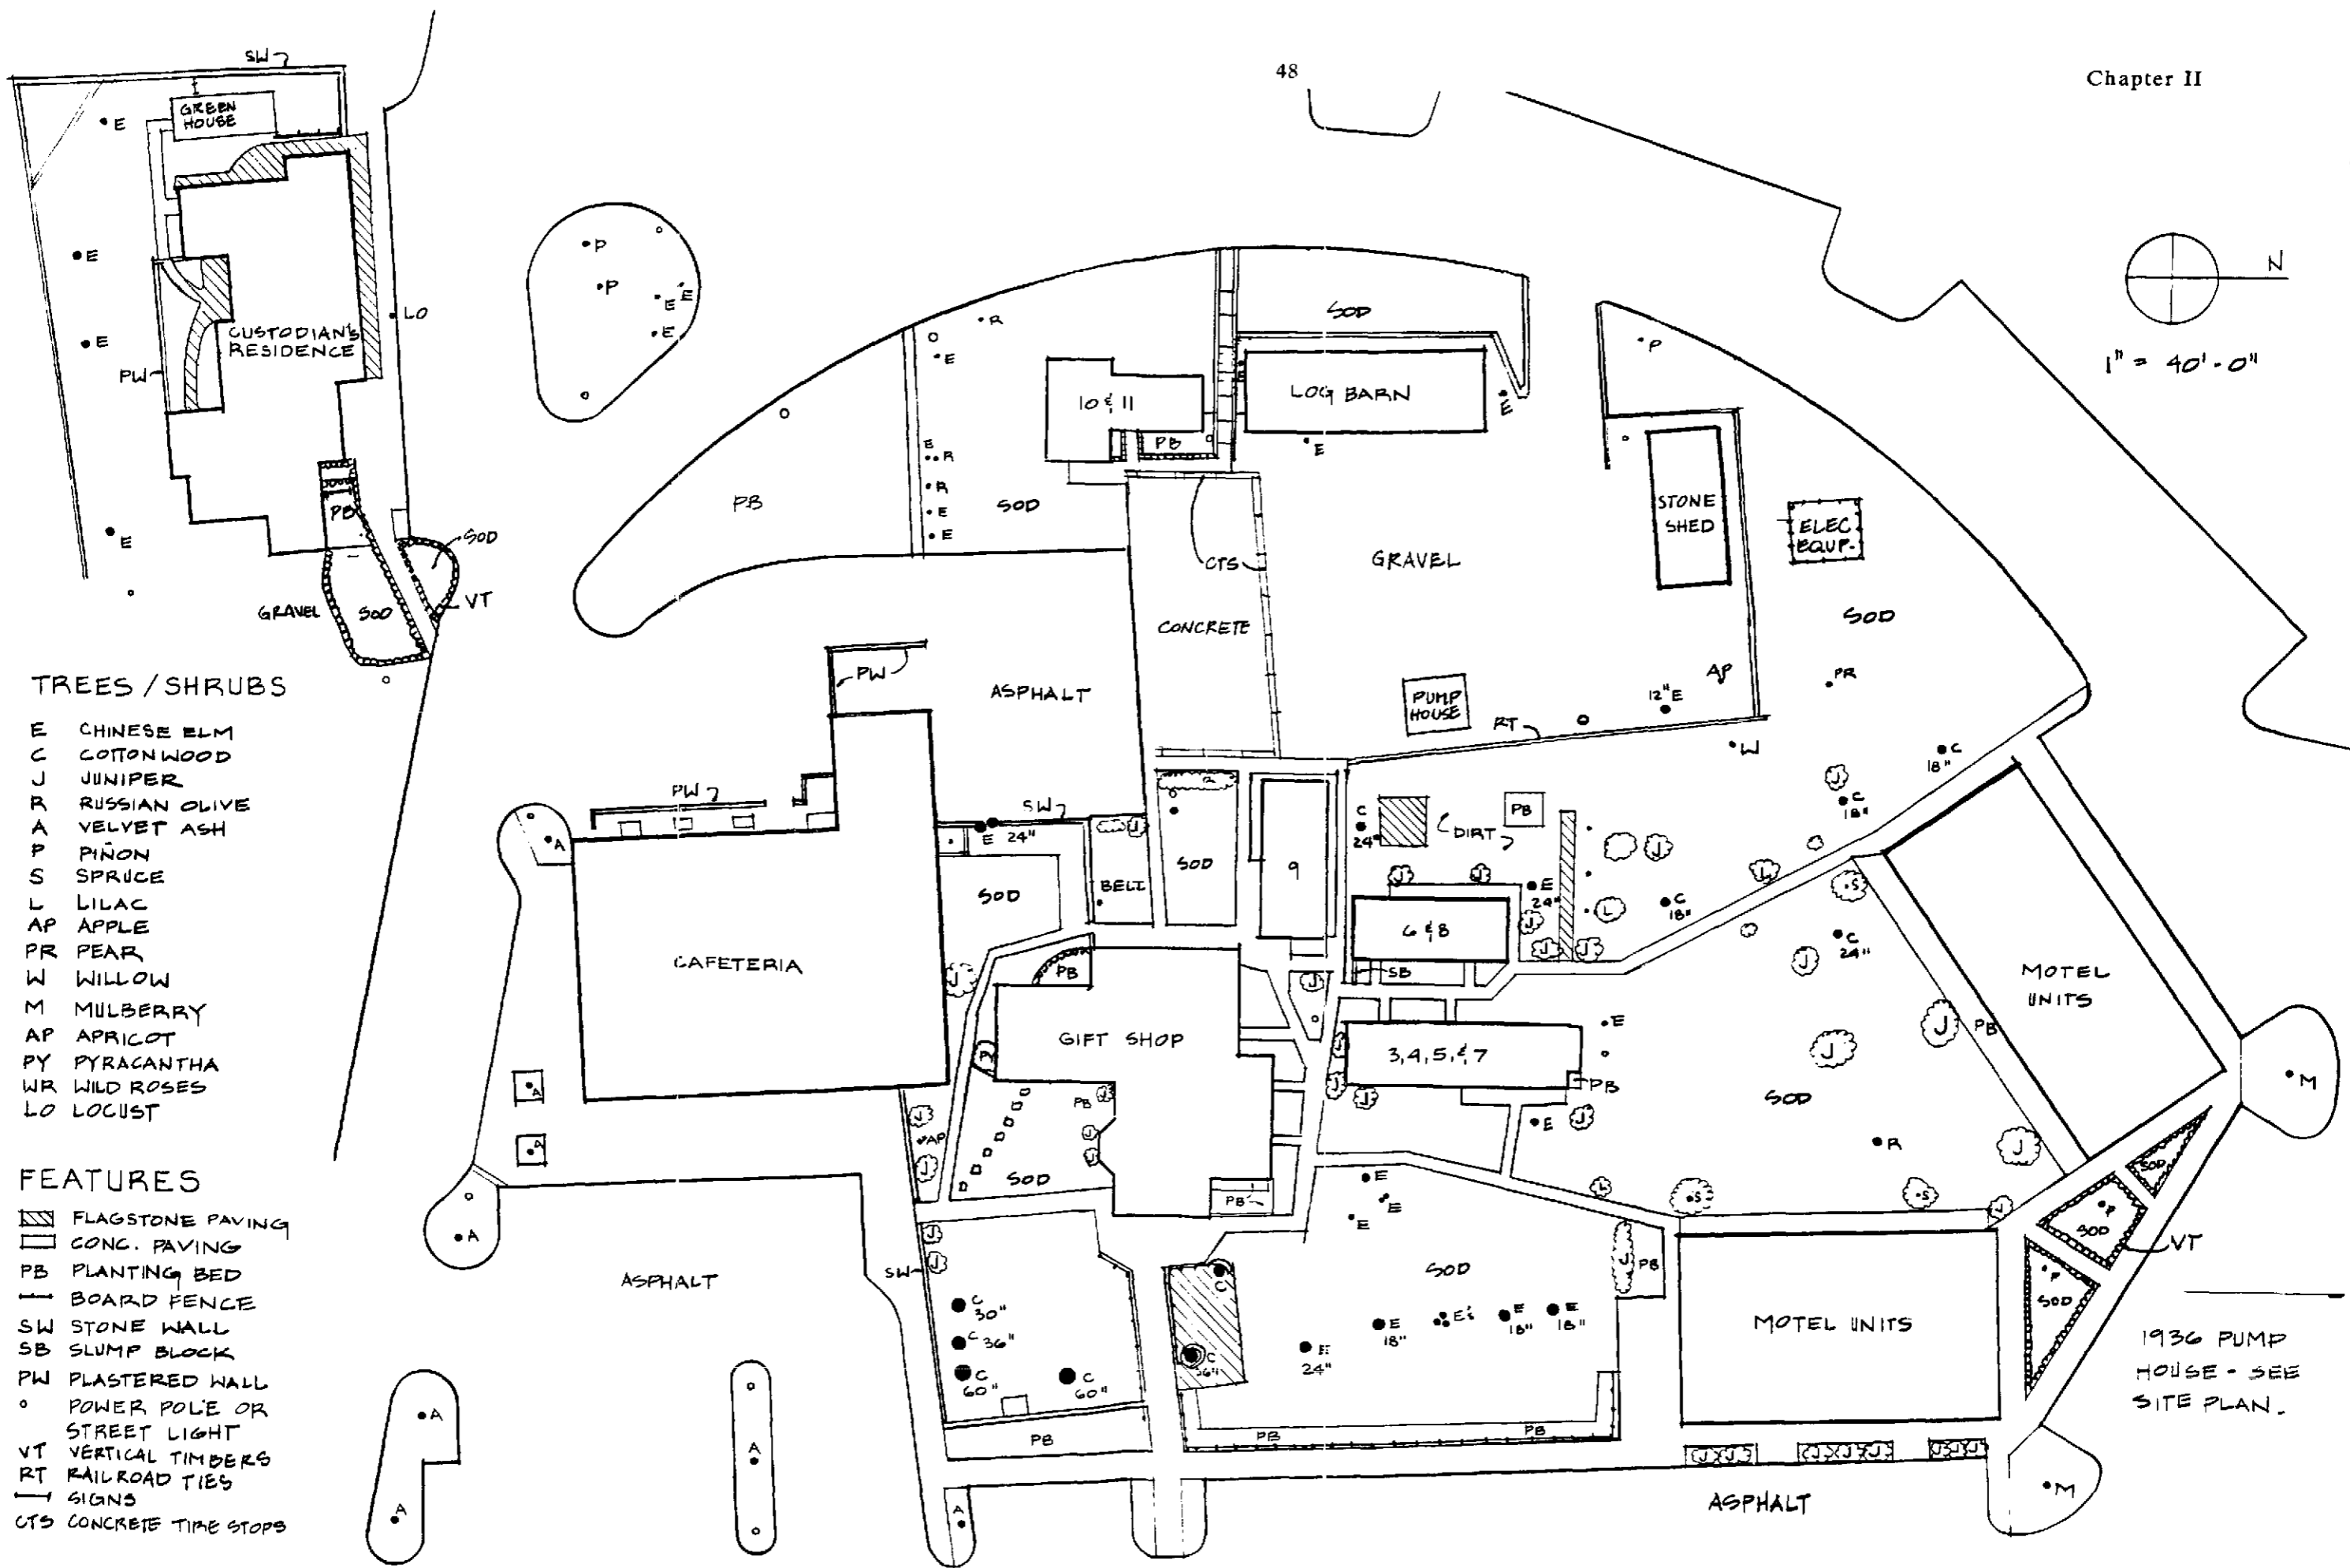 48
Chapter II
SW
GREEN
HOUSE
E
E
E
E
CUSTODIAN'S
RESIDENCE
PW
LO
PB
SOD
GRAVEL
SOD
VT
P
P
E
E
E
N
1" = 40'-0"
R
E
E
R
R
E
E
PB
SOD
10 & 11
PB
SOD
LOG BARN
E
E
P
STONE
SHED
ELEC
EQUIP.
CTS
GRAVEL
CONCRETE
SOD
PW
ASPHALT
PUMP
HOUSE
RT
12" E
AP
PR
W
C
18"
J
C
18"
TREES / SHRUBS
E CHINESE ELM
C COTTONWOOD
J JUNIPER
R RUSSIAN OLIVE
A VELVET ASH
P PIÑON
S SPRUCE
L LILAC
AP APPLE
PR PEAR
W WILLOW
M MULBERRY
AP APRICOT
PY PYRACANTHA
WR WILD ROSES
LO LOCUST
PW
SW
E 24"
J
A
SOD
BELL
R
SOD
9
C
24"
DIRT
PB
J
J
J
E
24"
J
L
C
18"
L
S
C
24"
J
6 & 8
J
J
J
SB
CAFETERIA
J
PB
GIFT SHOP
J
3, 4, 5, & 7
E
PB
J
J
J
E
J
J
J
PB
MOTEL
UNITS
SOD
M
R
J
A
A
A
J
AP
J
SOD
PB
J
J
J
PB
E
E
E
L
S
S
J
SOD
P
SOD
P
SOD
VT
FEATURES
FLAGSTONE PAVING
CONC. PAVING
PB PLANTING BED
BOARD FENCE
SW STONE WALL
SB SLUMP BLOCK
PW PLASTERED WALL
POWER POLE OR
STREET LIGHT
VT VERTICAL TIMBERS
RT RAILROAD TIES
SIGNS
CTS CONCRETE TIRE STOPS
ASPHALT
SW
J
J
C
30"
C 36"
C
60"
C
60"
C
C
36"
SOD
J
PB
E
24"
E
18"
E's
E
18"
E
18"
MOTEL UNITS
1936 PUMP
HOUSE - SEE
SITE PLAN.
PB
PB
PB
A
A
A
A
J J J
J J J J
J J J
ASPHALT
M